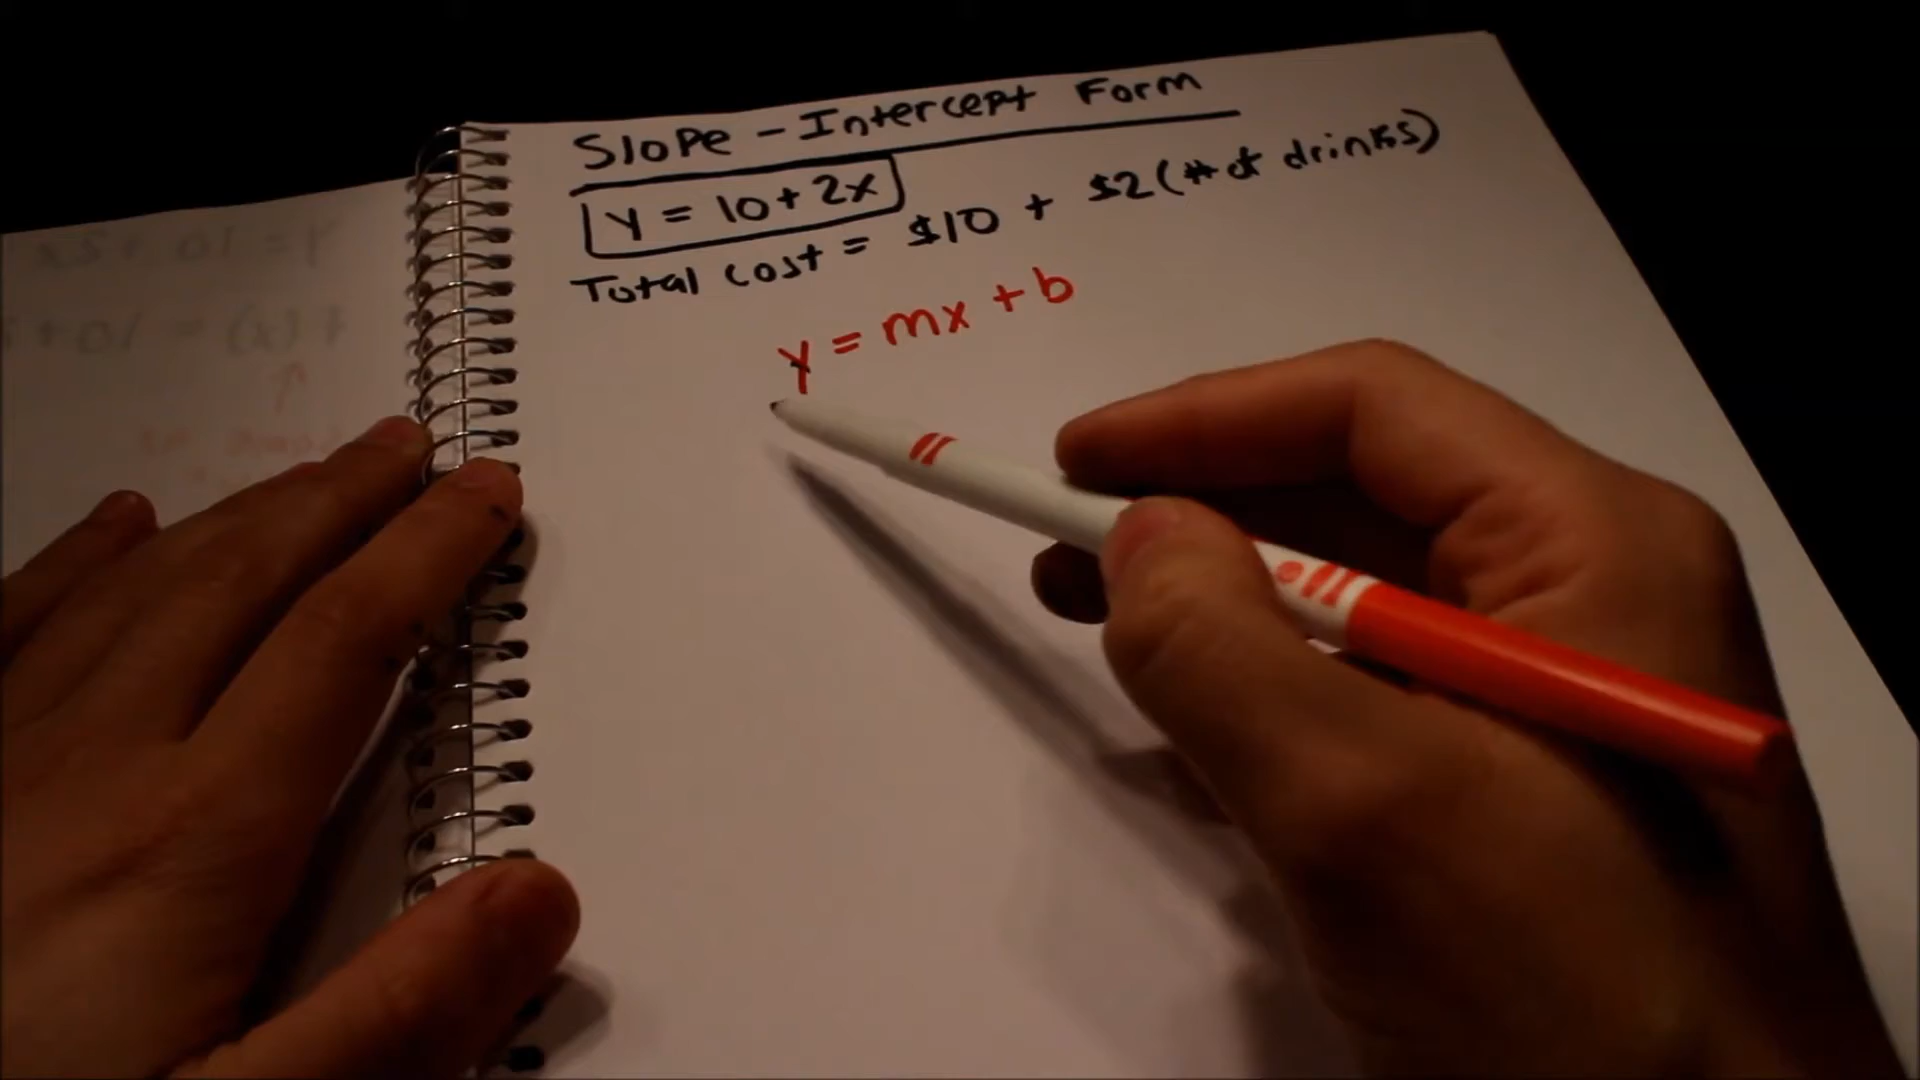 Slope - Intercept Form
y = 10 + 2x
Total cost = $10 + $2 (# of drinks)
y = mx + b